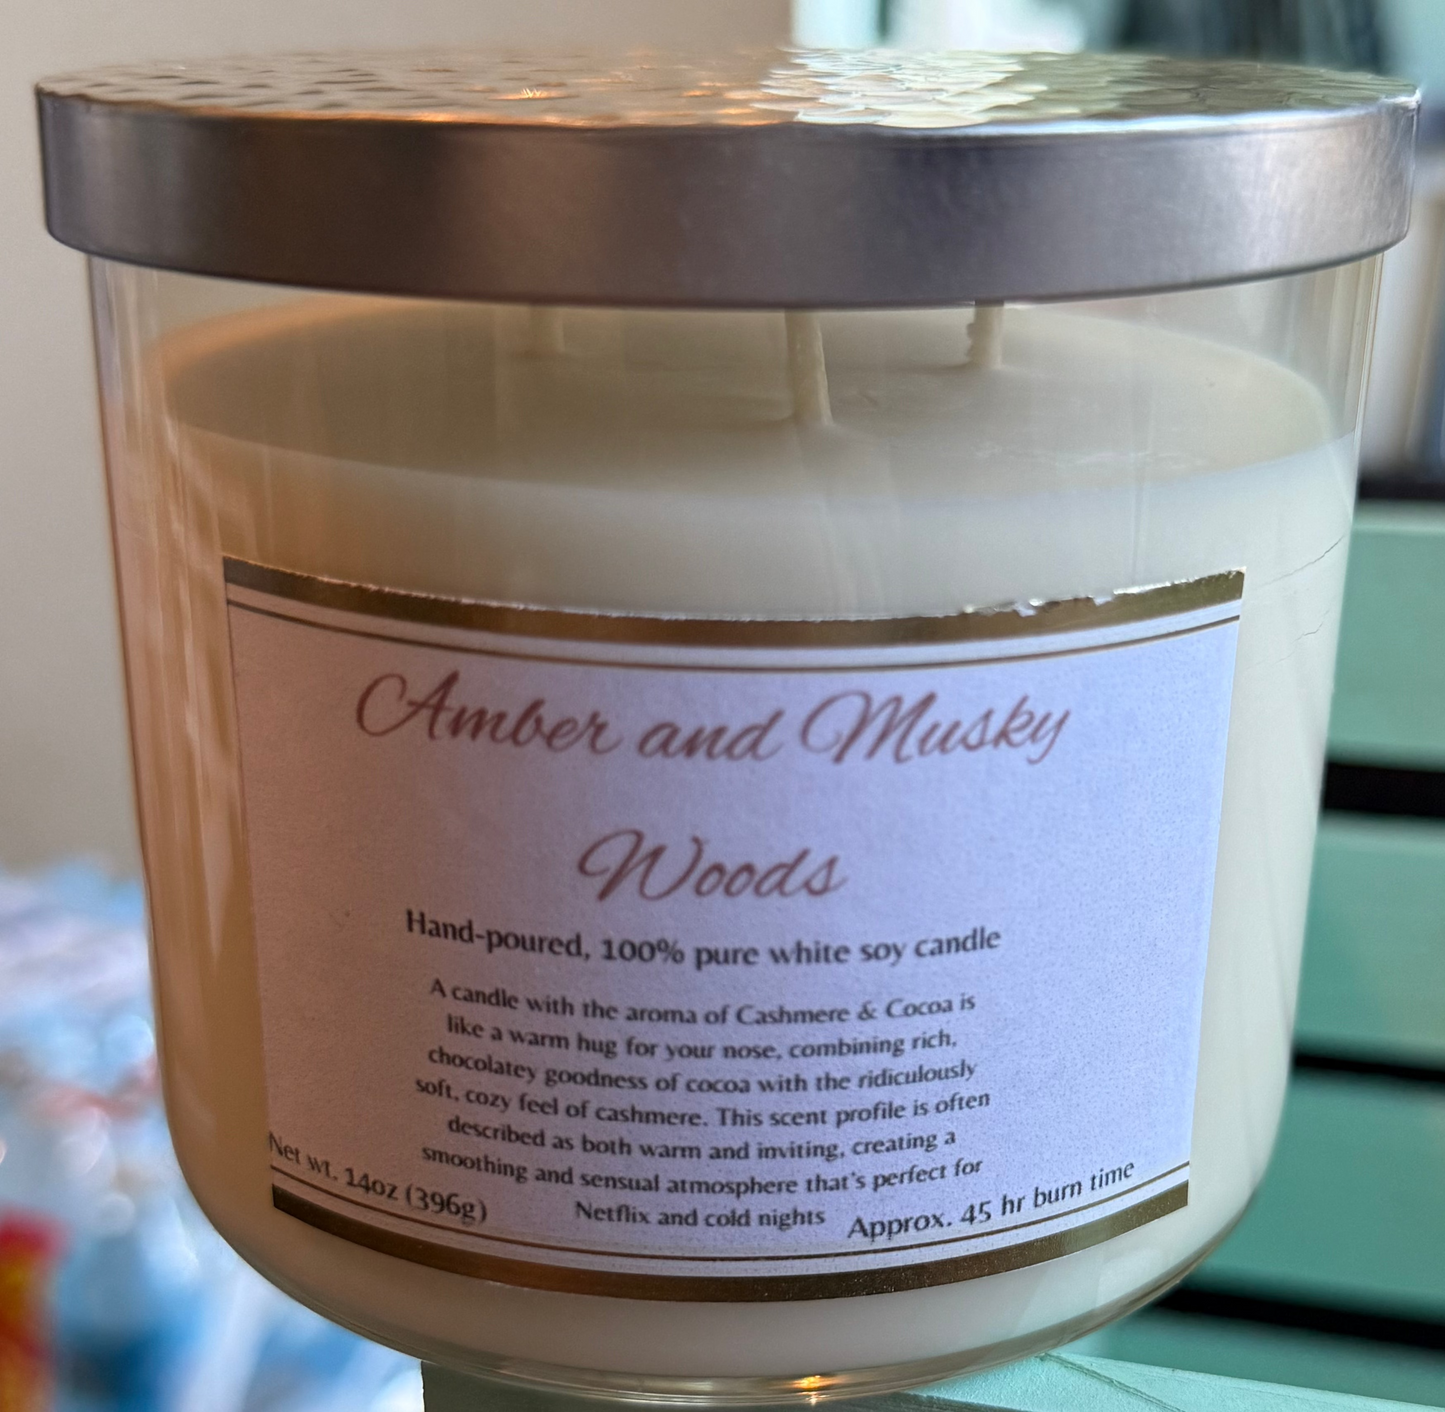 Amber and Musky
Woods
Hand-poured, 100% pure white soy candle
A candle with the aroma of Cashmere & Cocoa is
like a warm hug for your nose, combining rich,
chocolatey goodness of cocoa with the ridiculously
soft, cozy feel of cashmere. This scent profile is often
described as both warm and inviting, creating a
smoothing and sensual atmosphere that's perfect for
Netflix and cold nights
Net wt. 14oz (396g)
Approx. 45 hr burn time